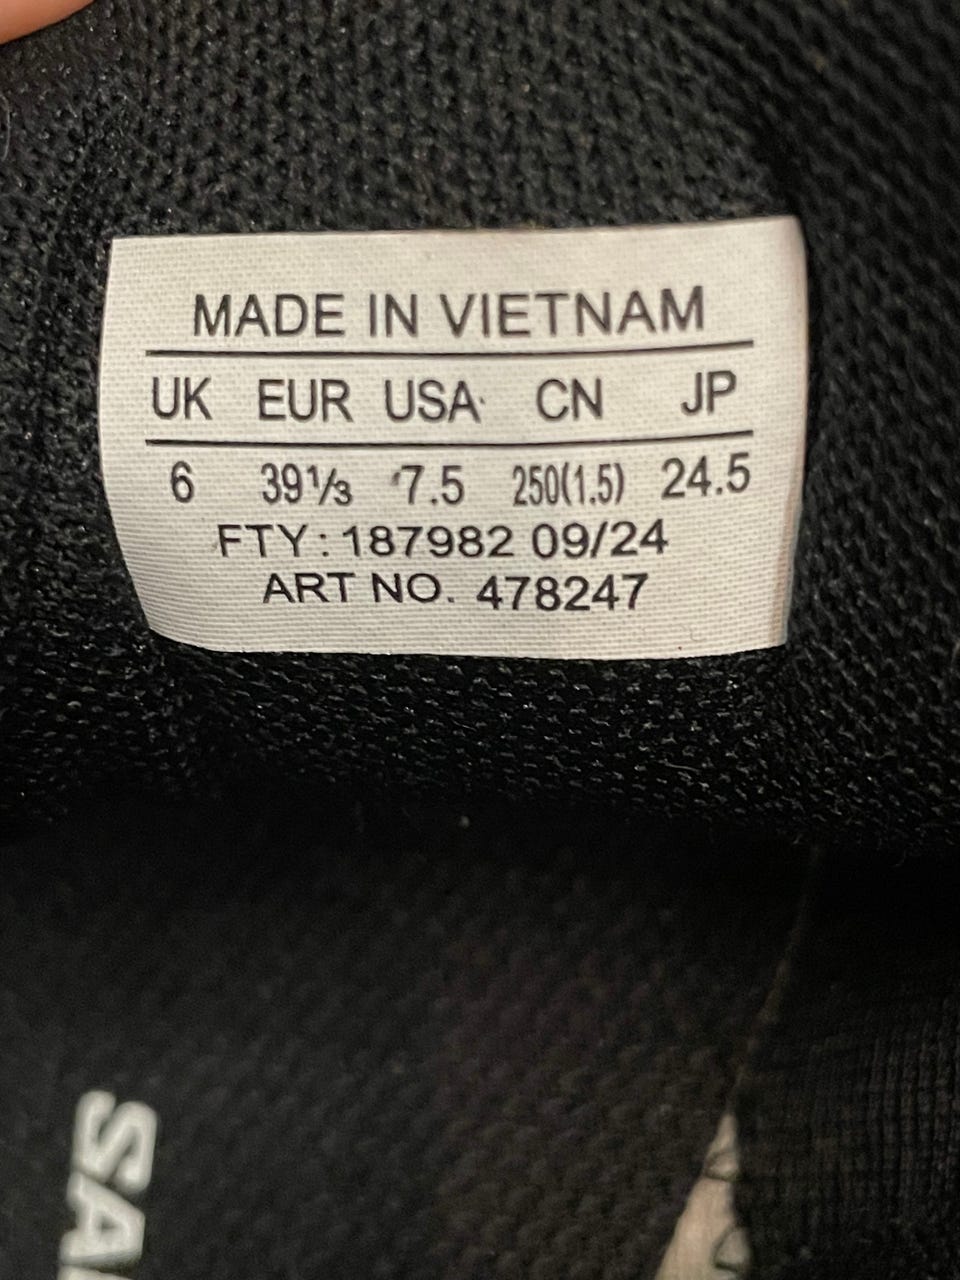 MADE IN VIETNAM
UK EUR USA CN JP
6 39⅓ 7.5 250(1.5) 24.5
FTY: 187982 09/24
ART NO. 478247